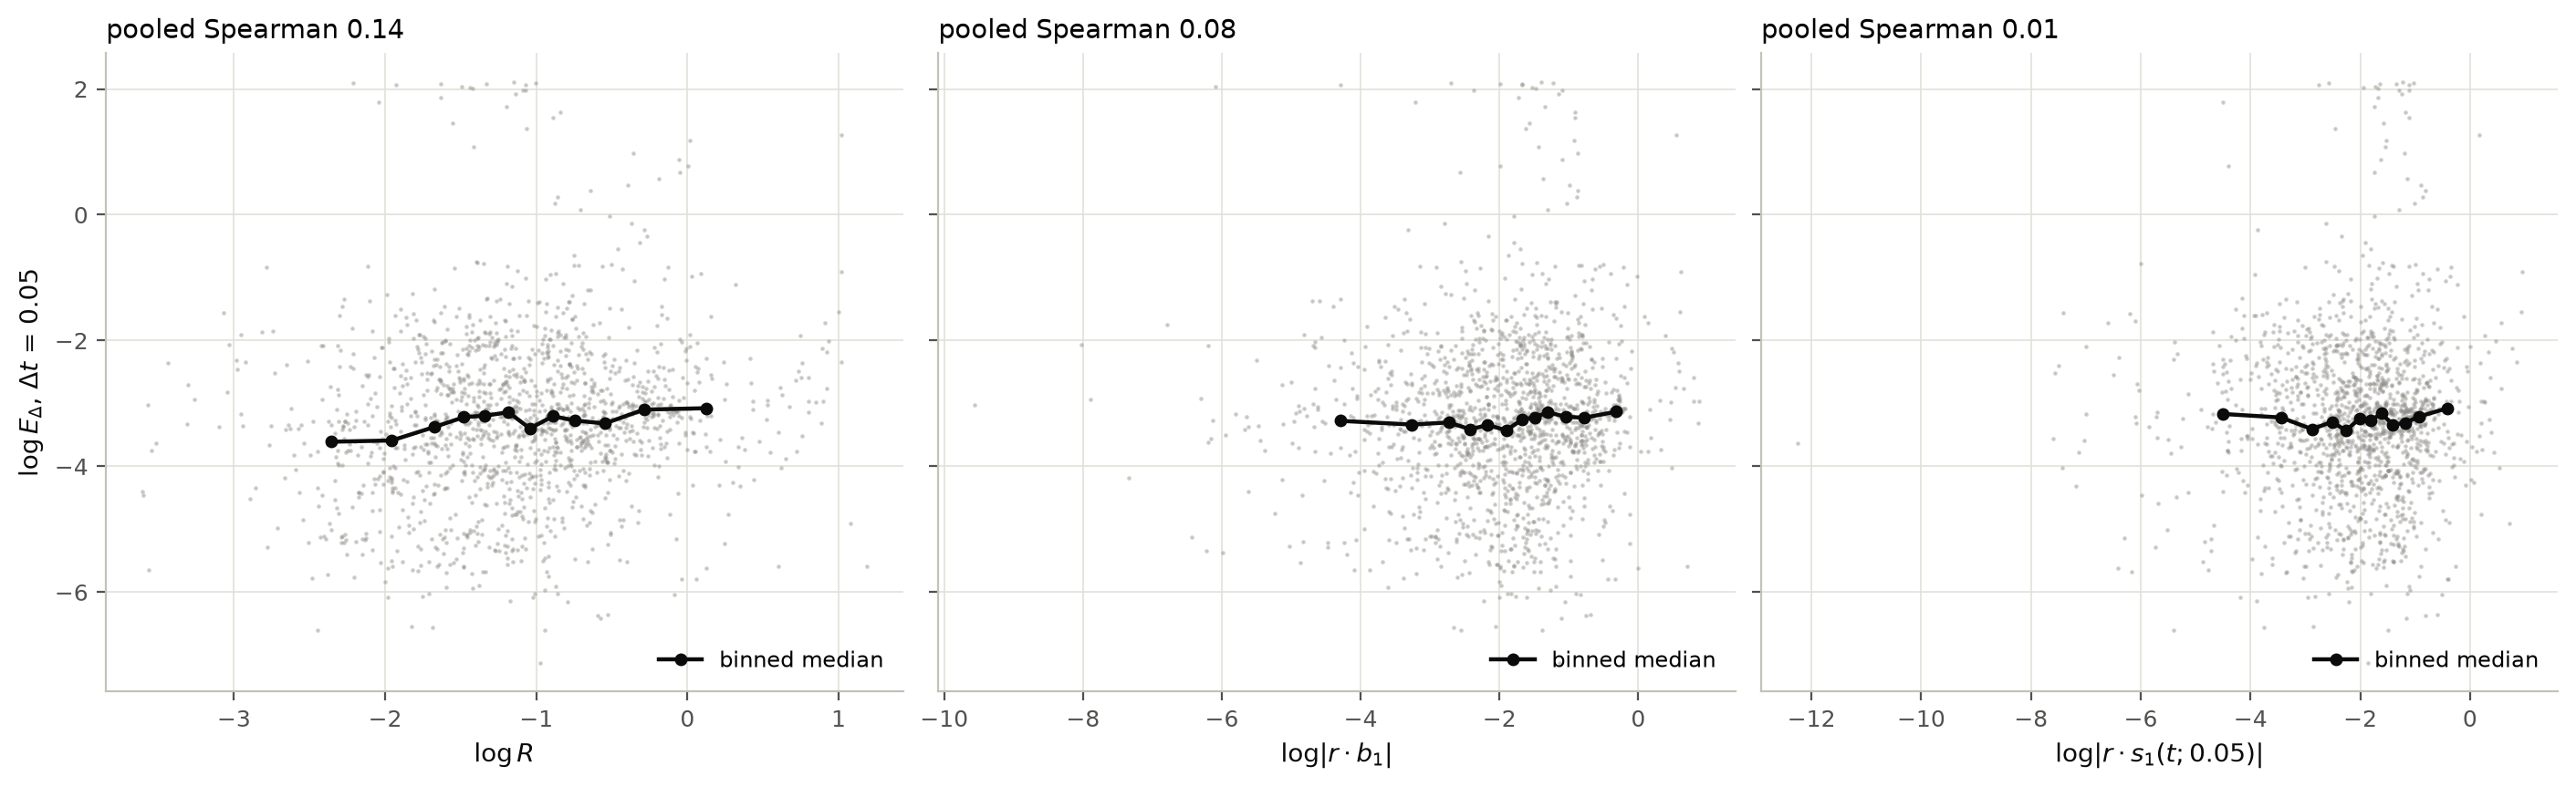 pooled Spearman 0.14
pooled Spearman 0.08
pooled Spearman 0.01
log E_Δ, Δt = 0.05
2
0
−2
−4
−6
binned median
binned median
binned median
−3 −2 −1 0 1
−10 −8 −6 −4 −2 0
−12 −10 −8 −6 −4 −2 0
log R
log|r · b₁|
log|r · s₁(t; 0.05)|